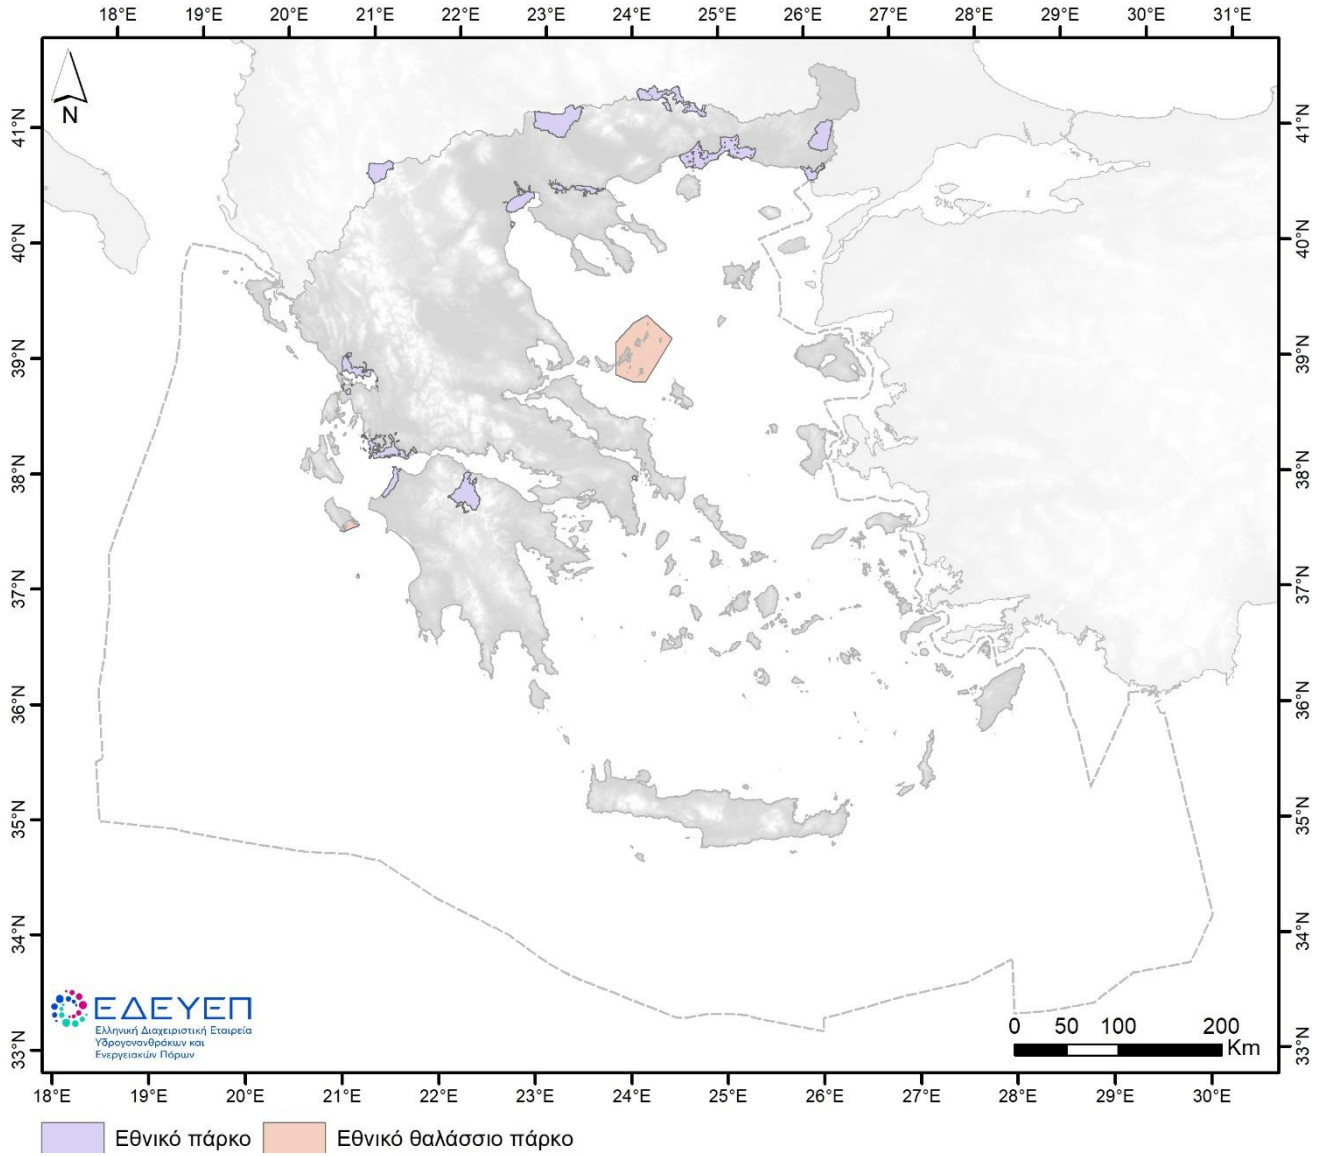 18°E 19°E 20°E 21°E 22°E 23°E 24°E 25°E 26°E 27°E 28°E 29°E 30°E 31°E
N
41°N 41°N
40°N 40°N
39°N 39°N
38°N 38°N
37°N 37°N
36°N 36°N
35°N 35°N
34°N 34°N
33°N 33°N
ΕΔΕΥΕΠ
Ελληνική Διαχειριστική Εταιρεία
Υδρογονανθράκων και
Ενεργειακών Πόρων
0 50 100 200
Km
18°E 19°E 20°E 21°E 22°E 23°E 24°E 25°E 26°E 27°E 28°E 29°E 30°E
Εθνικό πάρκο Εθνικό θαλάσσιο πάρκο